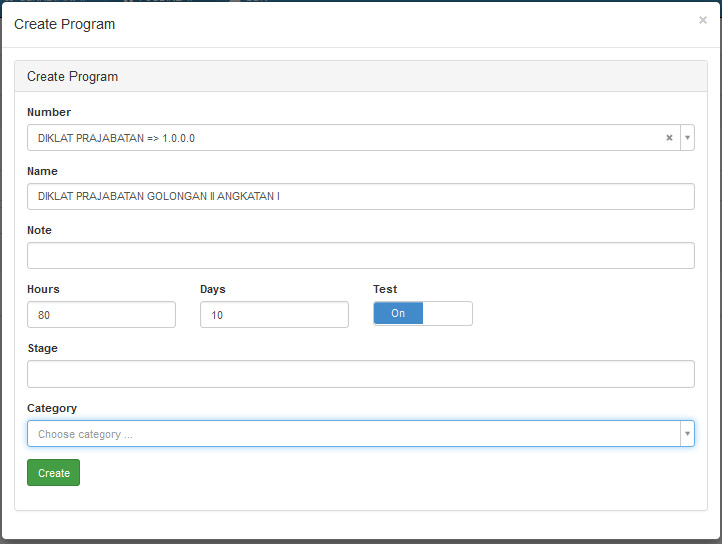 Create Program
×
Create Program
Number
DIKLAT PRAJABATAN => 1.0.0.0
Name
DIKLAT PRAJABATAN GOLONGAN II ANGKATAN I
Note
Hours Days Test
80 10 On
Stage
Category
Choose category ...
Create